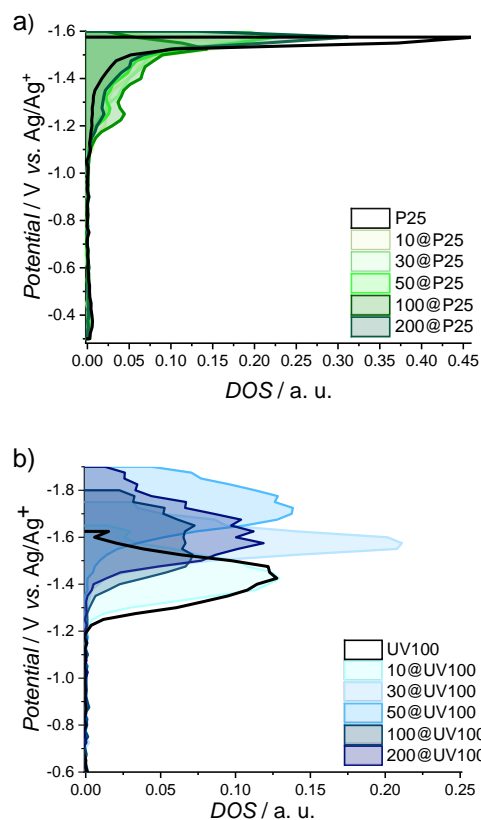 a)
-1.6
-1.4
-1.2
-1.0
-0.8
-0.6
-0.4
Potential / V vs. Ag/Ag⁺
P25
10@P25
30@P25
50@P25
100@P25
200@P25
0.00 0.05 0.10 0.15 0.20 0.25 0.30 0.35 0.40 0.45
DOS / a. u.
b)
-1.8
-1.6
-1.4
-1.2
-1.0
-0.8
-0.6
Potential / V vs. Ag/Ag⁺
UV100
10@UV100
30@UV100
50@UV100
100@UV100
200@UV100
0.00 0.05 0.10 0.15 0.20 0.25
DOS / a. u.